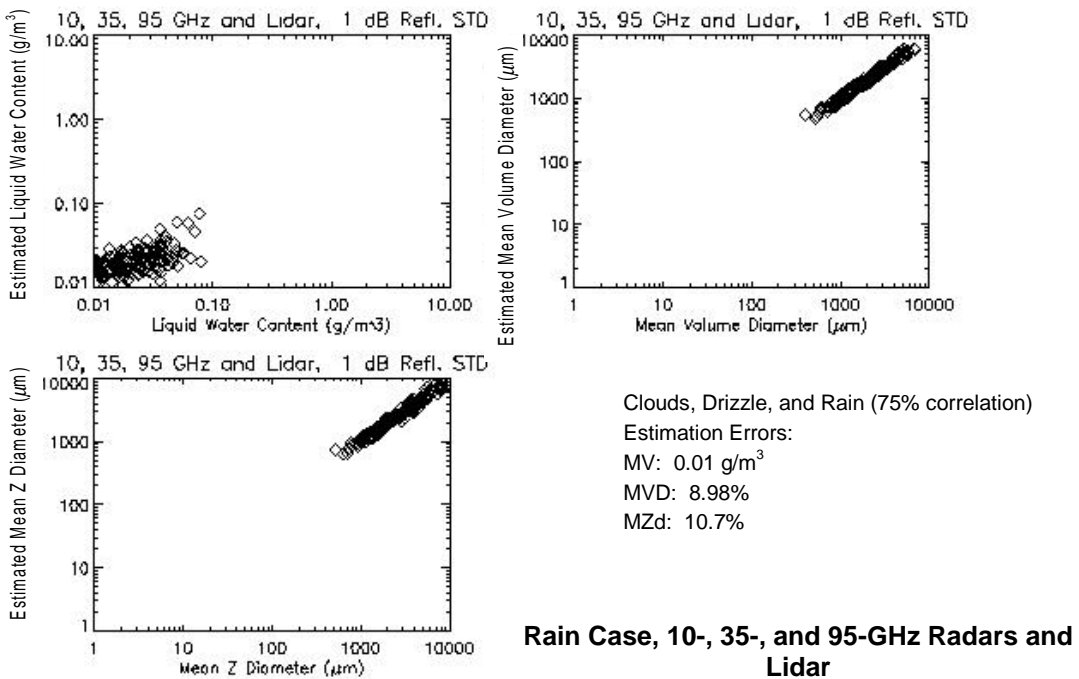 10, 35, 95 GHz and Lidar, 1 dB Refl. STD
Estimated Liquid Water Content (g/m³)
10.00
1.00
0.10
0.01
0.01 0.10 1.00 10.00
Liquid Water Content (g/m^3)
10, 35, 95 GHz and Lidar, 1 dB Refl. STD
Estimated Mean Volume Diameter (μm)
10000
1000
100
10
1
1 10 100 1000 10000
Mean Volume Diameter (μm)
10, 35, 95 GHz and Lidar, 1 dB Refl. STD
Estimated Mean Z Diameter (μm)
10000
1000
100
10
1
1 10 100 1000 10000
Mean Z Diameter (μm)
Clouds, Drizzle, and Rain (75% correlation)
Estimation Errors:
MV: 0.01 g/m³
MVD: 8.98%
MZd: 10.7%
Rain Case, 10-, 35-, and 95-GHz Radars and
Lidar